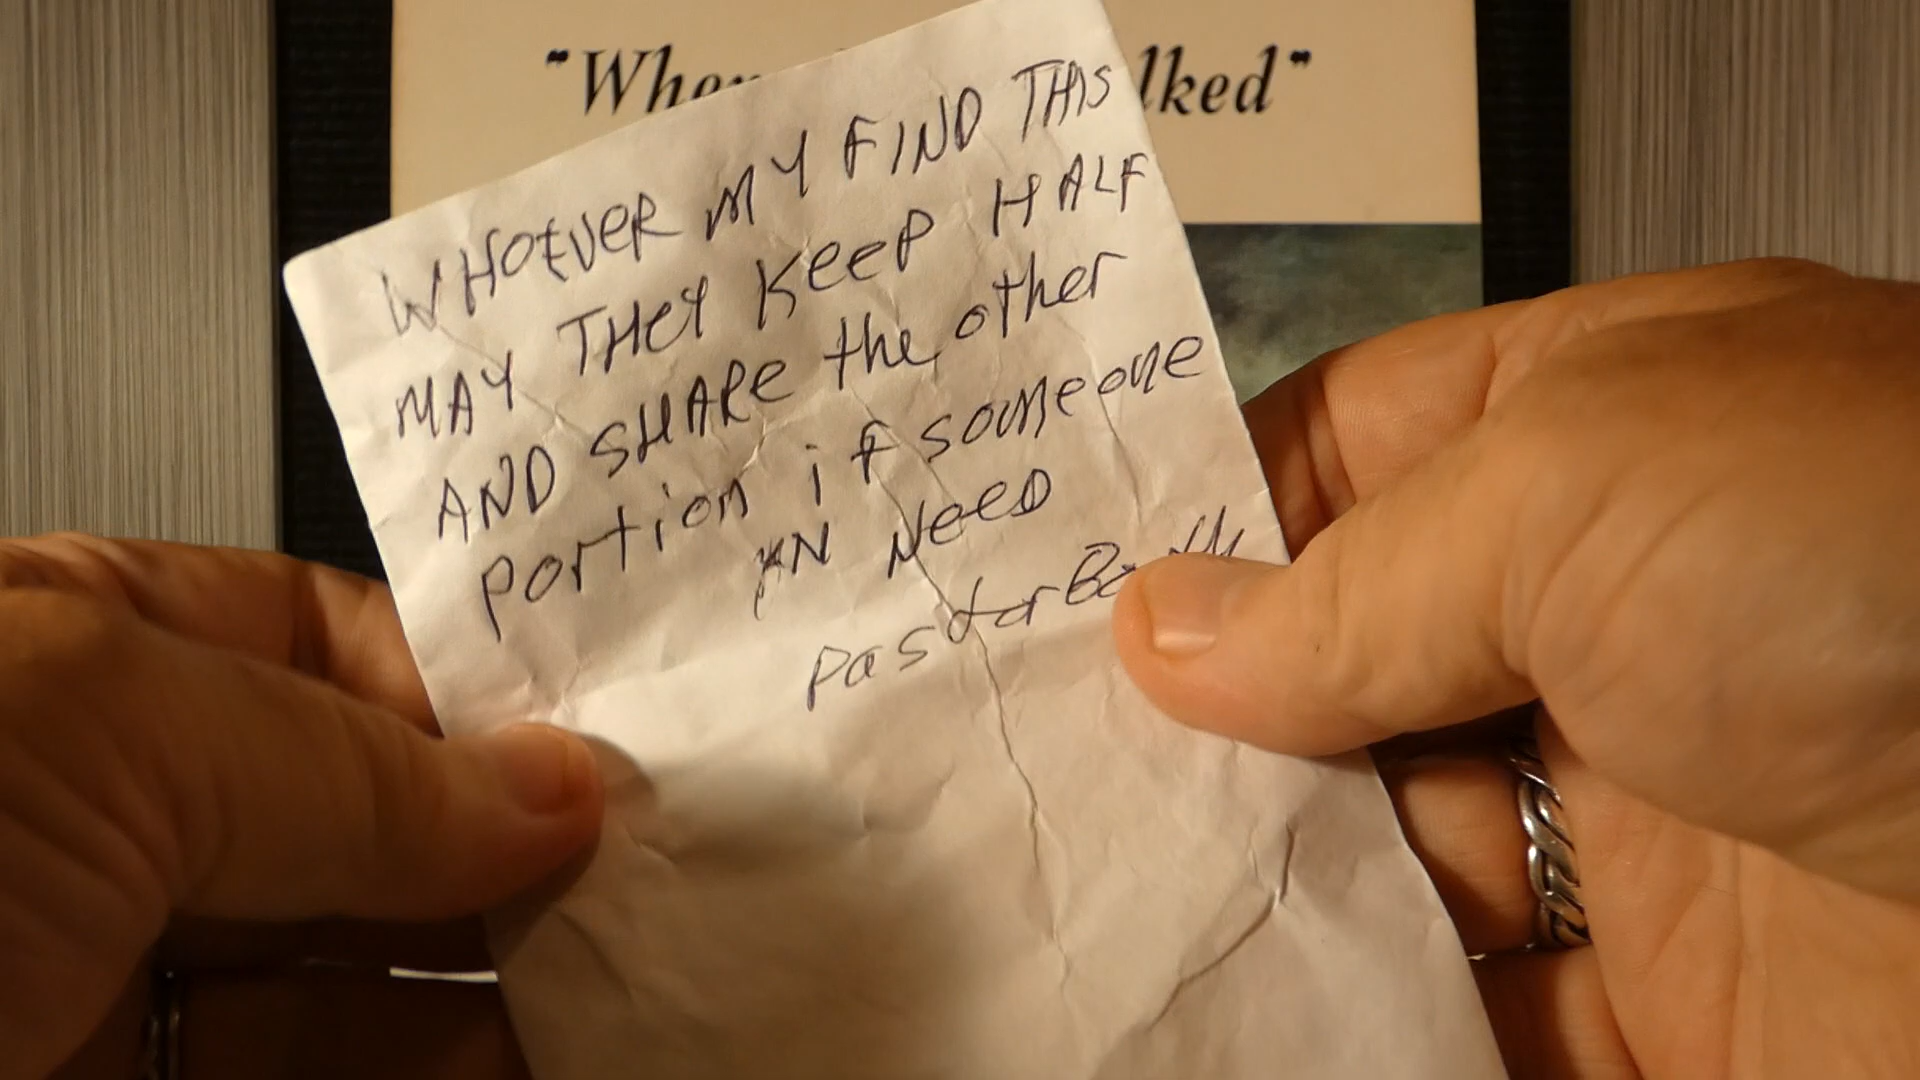 "Whe lked"
WHOEVER MY FIND THIS
MAY THEY KeeP HALF
AND SHARe the other
portion if someone
IN NeeD
Pastor